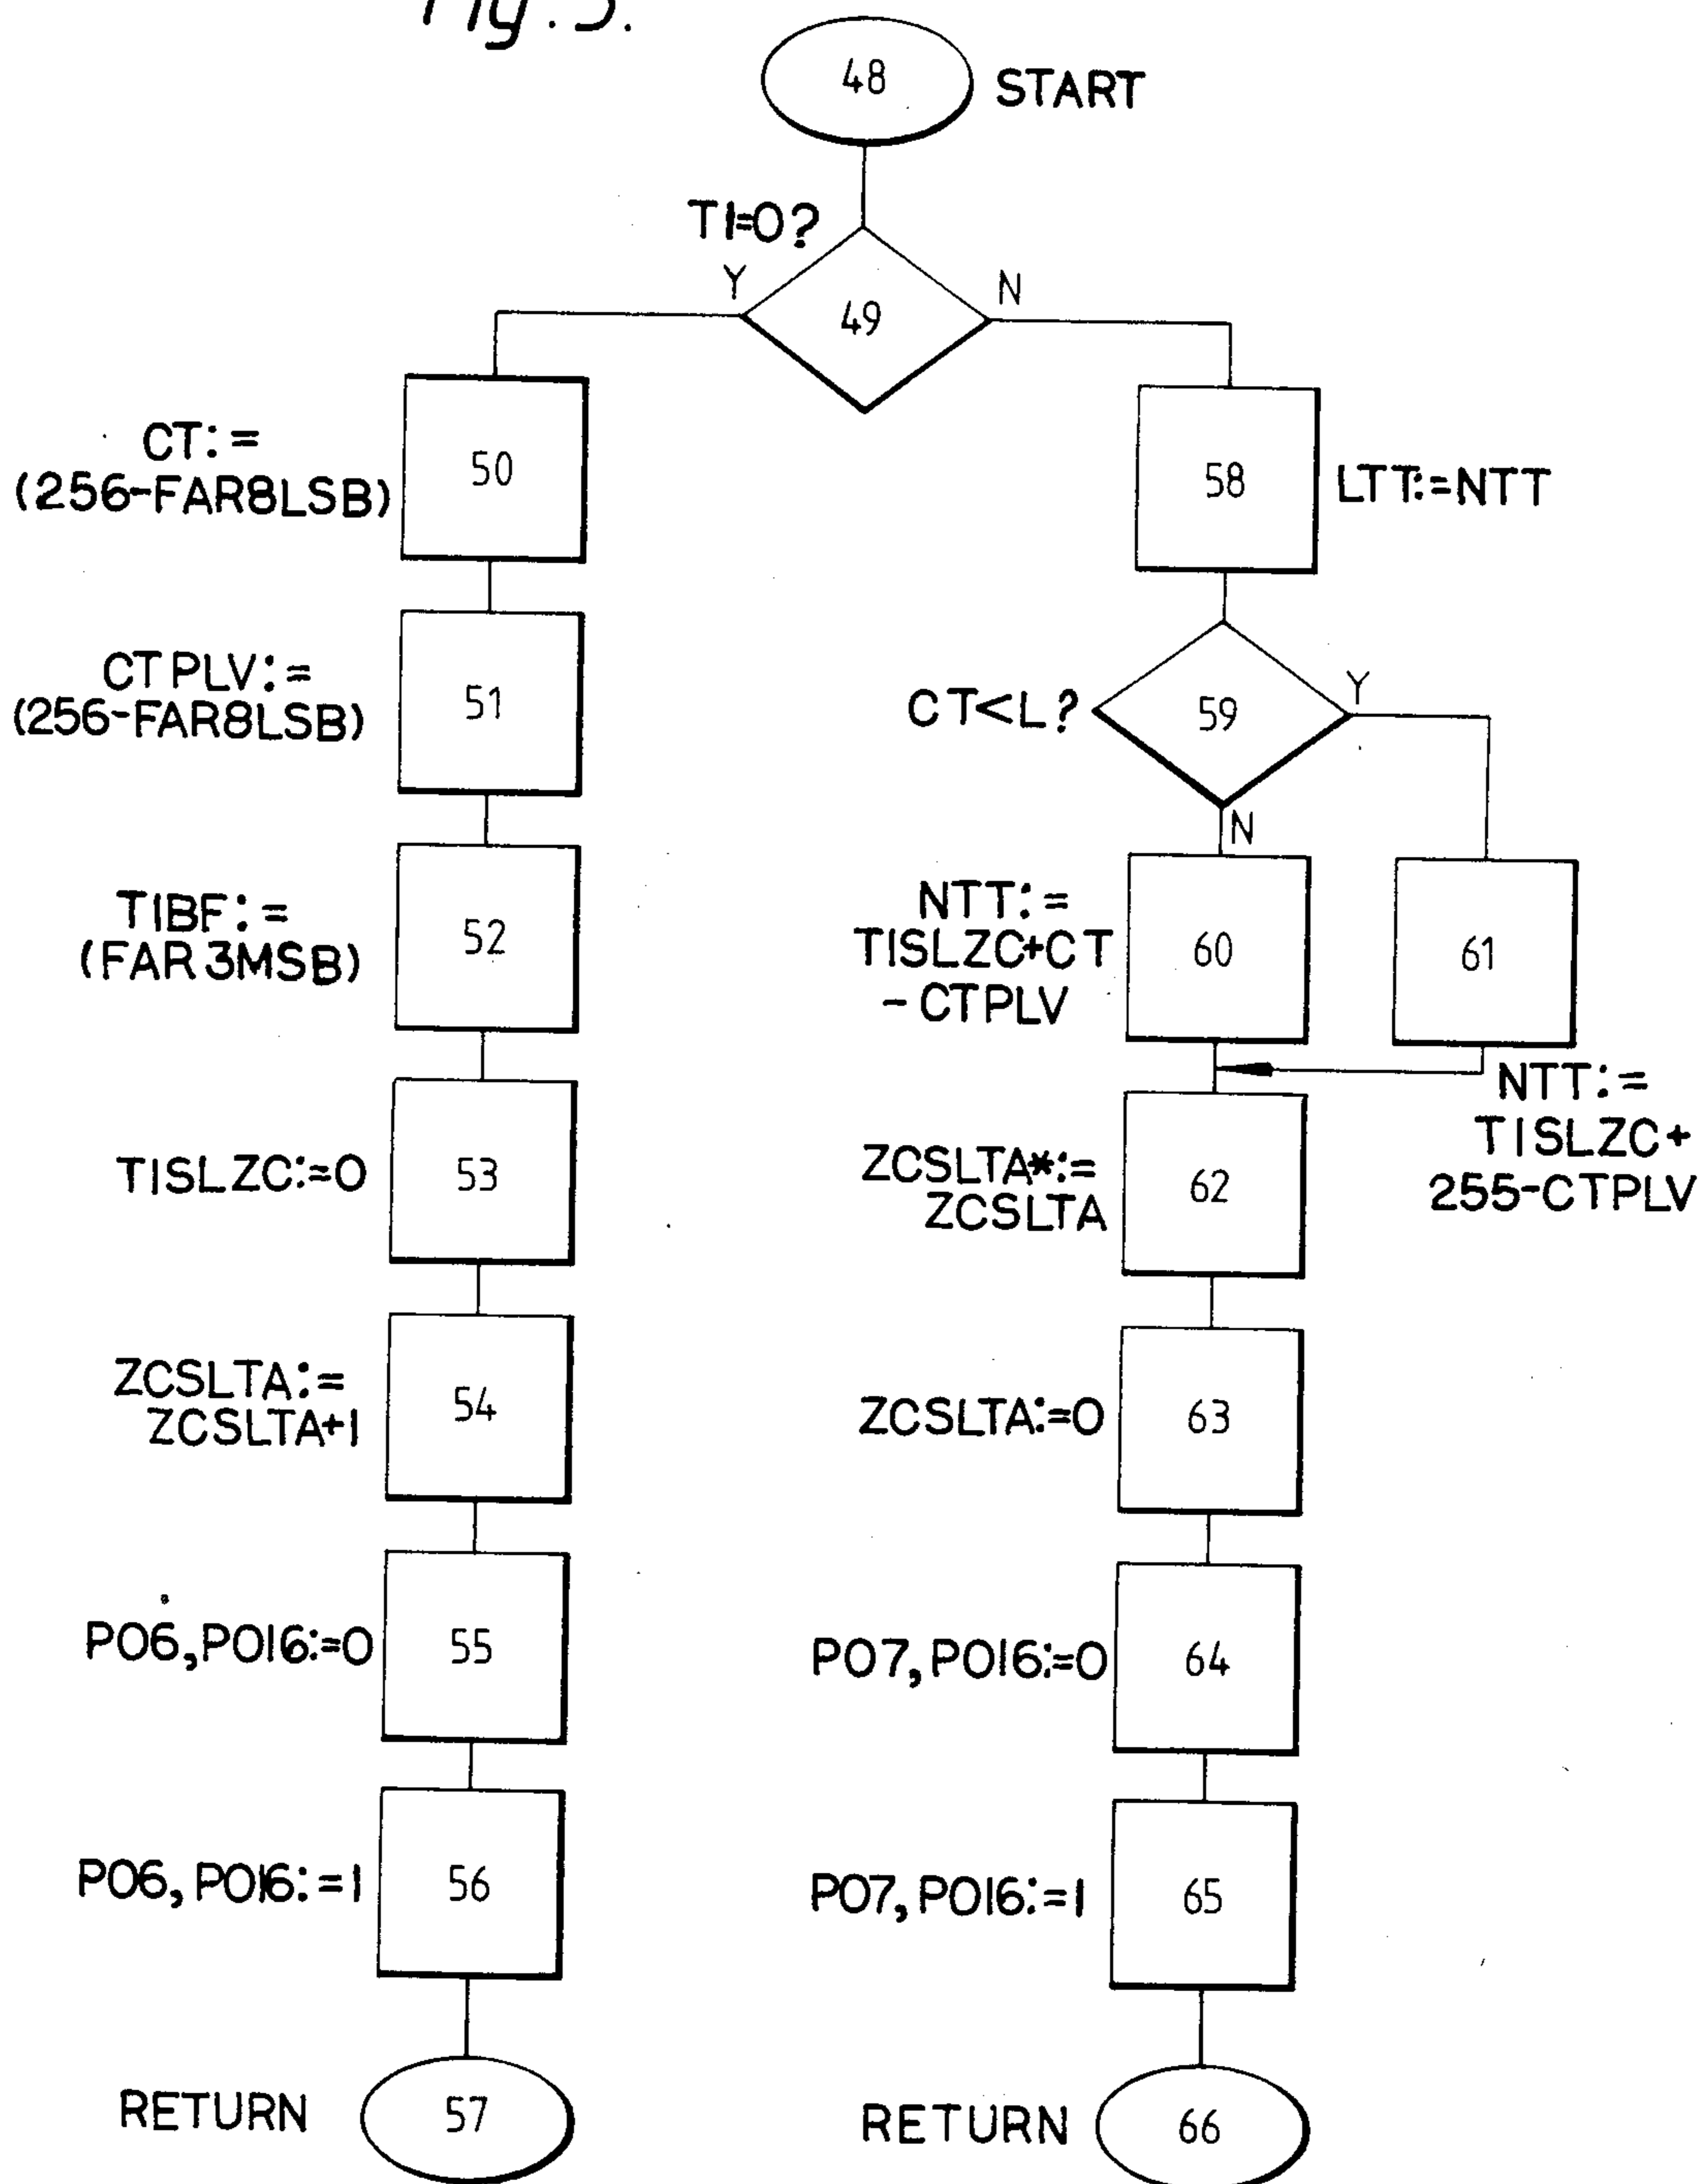 Fig. 5.
48 START
T1=0?
Y
N
49
CT:=
(256-FAR8LSB)
50
58
LTT:=NTT
CTPLV:=
(256-FAR8LSB)
51
CT<L?
59
Y
N
TIBF:=
(FAR3MSB)
52
NTT:=
TISLZC+CT
-CTPLV
60
61
NTT:=
TISLZC+
255-CTPLV
TISLZC:=0
53
ZCSLTA*:=
ZCSLTA
62
ZCSLTA:=
ZCSLTA+1
54
ZCSLTA:=0
63
PO6,PO16:=0
55
PO7,PO16:=0
64
PO6,PO16:=1
56
PO7,PO16:=1
65
RETURN
57
RETURN
66